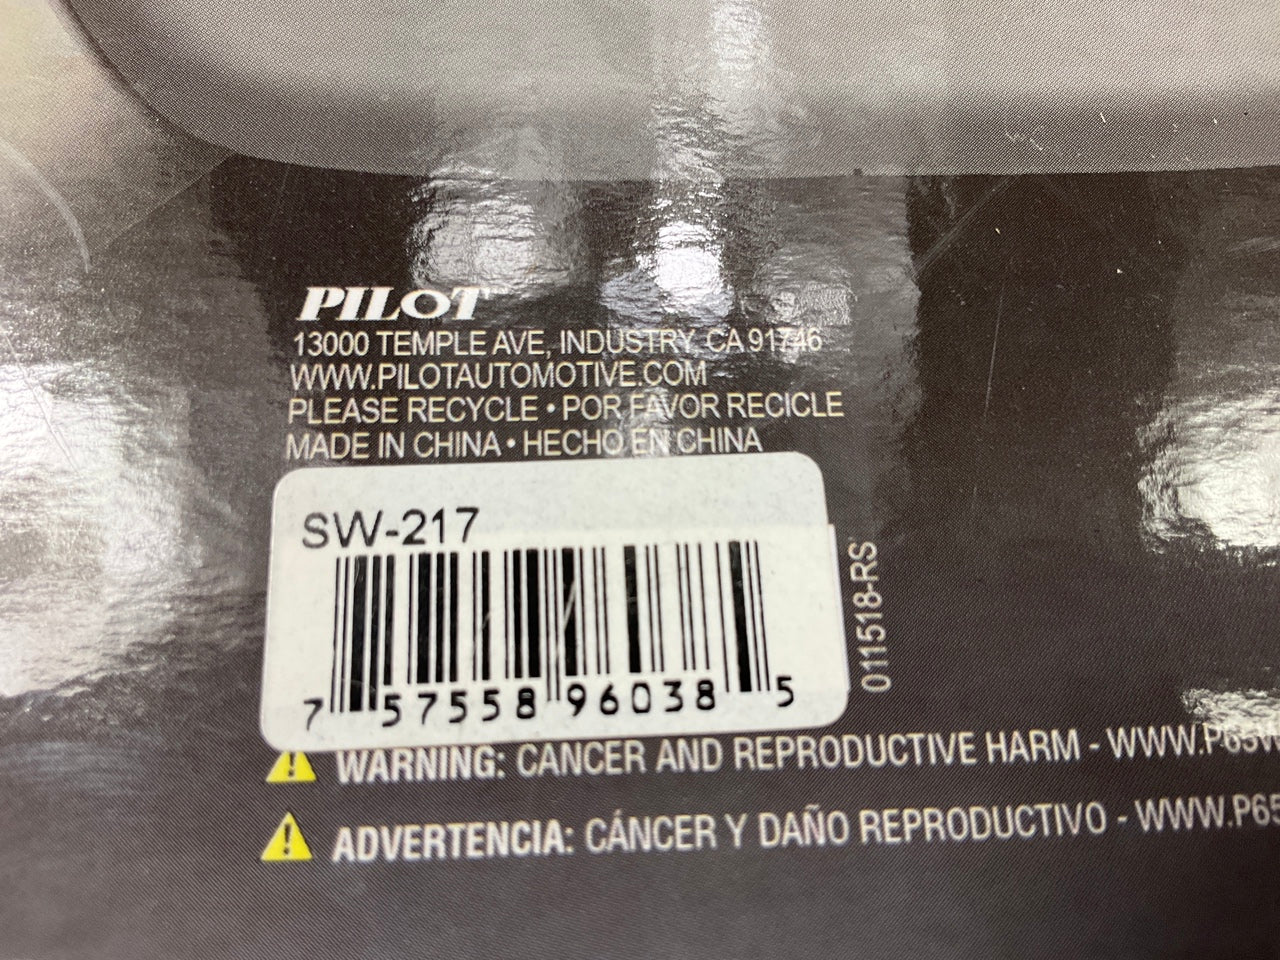 PILOT
13000 TEMPLE AVE, INDUSTRY, CA 91746
WWW.PILOTAUTOMOTIVE.COM
PLEASE RECYCLE • POR FAVOR RECICLE
MADE IN CHINA • HECHO EN CHINA
SW-217
7 57558 96038 5
011518-RS
WARNING: CANCER AND REPRODUCTIVE HARM - WWW.P65W
ADVERTENCIA: CÁNCER Y DAÑO REPRODUCTIVO - WWW.P65